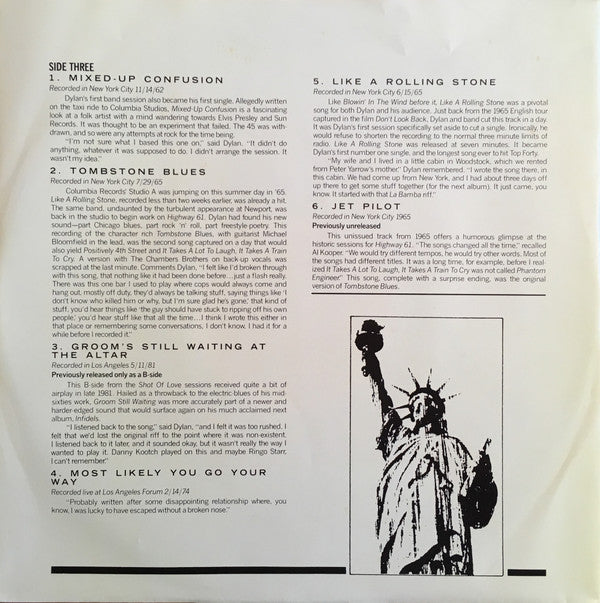 SIDE THREE
1. MIXED-UP CONFUSION
Recorded in New York City 11/14/62
Dylan's first band session also became his first single. Allegedly written
on the taxi ride to Columbia Studios, Mixed-Up Confusion is a fascinating
look at a folk artist with a mind wandering towards Elvis Presley and Sun
Records. It was thought to be an experiment that failed. The 45 was with-
drawn, and so were any attempts at rock for the time being.
"I'm not sure what I based this one on," said Dylan. "It didn't do
anything, whatever it was supposed to do. I didn't arrange the session. It
wasn't my idea."
2. TOMBSTONE BLUES
Recorded in New York City 7/29/65
Columbia Records' Studio A was jumping on this summer day in '65.
Like A Rolling Stone, recorded less than two weeks earlier, was already a hit.
The same band, undaunted by the turbulent appearance at Newport, was
back in the studio to begin work on Highway 61. Dylan had found his new
sound—part Chicago blues, part rock 'n' roll, part freestyle poetry. This
recording of the character rich Tombstone Blues, with guitarist Michael
Bloomfield in the lead, was the second song captured on a day that would
also yield Positively 4th Street and It Takes A Lot To Laugh, It Takes A Train
To Cry. A version with The Chambers Brothers on back-up vocals was
scrapped at the last minute. Comments Dylan, "I felt like I'd broken through
with this song, that nothing like it had been done before...just a flash really.
There was this one bar I used to play where cops would always come and
hang out, mostly off duty, they'd always be talking stuff, saying things like 'I
don't know who killed him or why, but I'm sure glad he's gone,' that kind of
stuff, you'd hear things like 'the guy should have stuck to ripping off his own
people,' you'd hear stuff like that all the time...I think I wrote this either in
that place or remembering some conversations, I don't know. I had it for a
while before I recorded it."
3. GROOM'S STILL WAITING AT
THE ALTAR
Recorded in Los Angeles 5/11/81
Previously released only as a B-side
This B-side from the Shot Of Love sessions received quite a bit of
airplay in late 1981. Hailed as a throwback to the electric blues of his mid-
sixties work, Groom Still Waiting was more accurately part of a newer and
harder-edged sound that would surface again on his much acclaimed next
album, Infidels.
"I listened back to the song," said Dylan, "and I felt it was too rushed. I
felt that we'd lost the original riff to the point where it was non-existent.
I listened back to it later, and it sounded okay, but it wasn't really the way I
wanted to play it. Danny Kootch played on this and maybe Ringo Starr,
I can't remember."
4. MOST LIKELY YOU GO YOUR
WAY
Recorded live at Los Angeles Forum 2/14/74
"Probably written after some disappointing relationship where, you
know, I was lucky to have escaped without a broken nose."
5. LIKE A ROLLING STONE
Recorded in New York City 6/15/65
Like Blowin' In The Wind before it, Like A Rolling Stone was a pivotal
song for both Dylan and his audience. Just back from the 1965 English tour
captured in the film Don't Look Back, Dylan and band cut this track in a day.
It was Dylan's first session specifically set aside to cut a single. Ironically, he
would refuse to shorten the recording to the normal three minute limits of
radio. Like A Rolling Stone was released at seven minutes. It became
Dylan's first number one single, and the longest song ever to hit Top Forty.
"My wife and I lived in a little cabin in Woodstock, which we rented
from Peter Yarrow's mother," Dylan remembered. "I wrote the song there, in
this cabin. We had come up from New York, and I had about three days off
up there to get some stuff together (for the next album). It just came, you
know. It started with that La Bamba riff."
6. JET PILOT
Recorded in New York City 1965
Previously unreleased
This unissued track from 1965 offers a humorous glimpse at the
historic sessions for Highway 61. "The songs changed all the time," recalled
Al Kooper. "We would try different tempos, he would try other words. Most of
the songs had different titles. It was a long time, for example, before I real-
ized It Takes A Lot To Laugh, It Takes A Train To Cry was not called Phantom
Engineer." This song, complete with a surprise ending, was the original
version of Tombstone Blues.